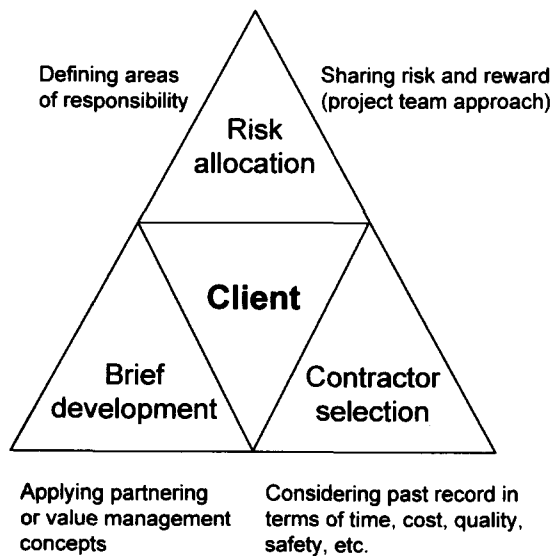 Defining areas
of responsibility
Sharing risk and reward
(project team approach)
Risk
allocation
Client
Brief
development
Contractor
selection
Applying partnering
or value management
concepts
Considering past record in
terms of time, cost, quality,
safety, etc.